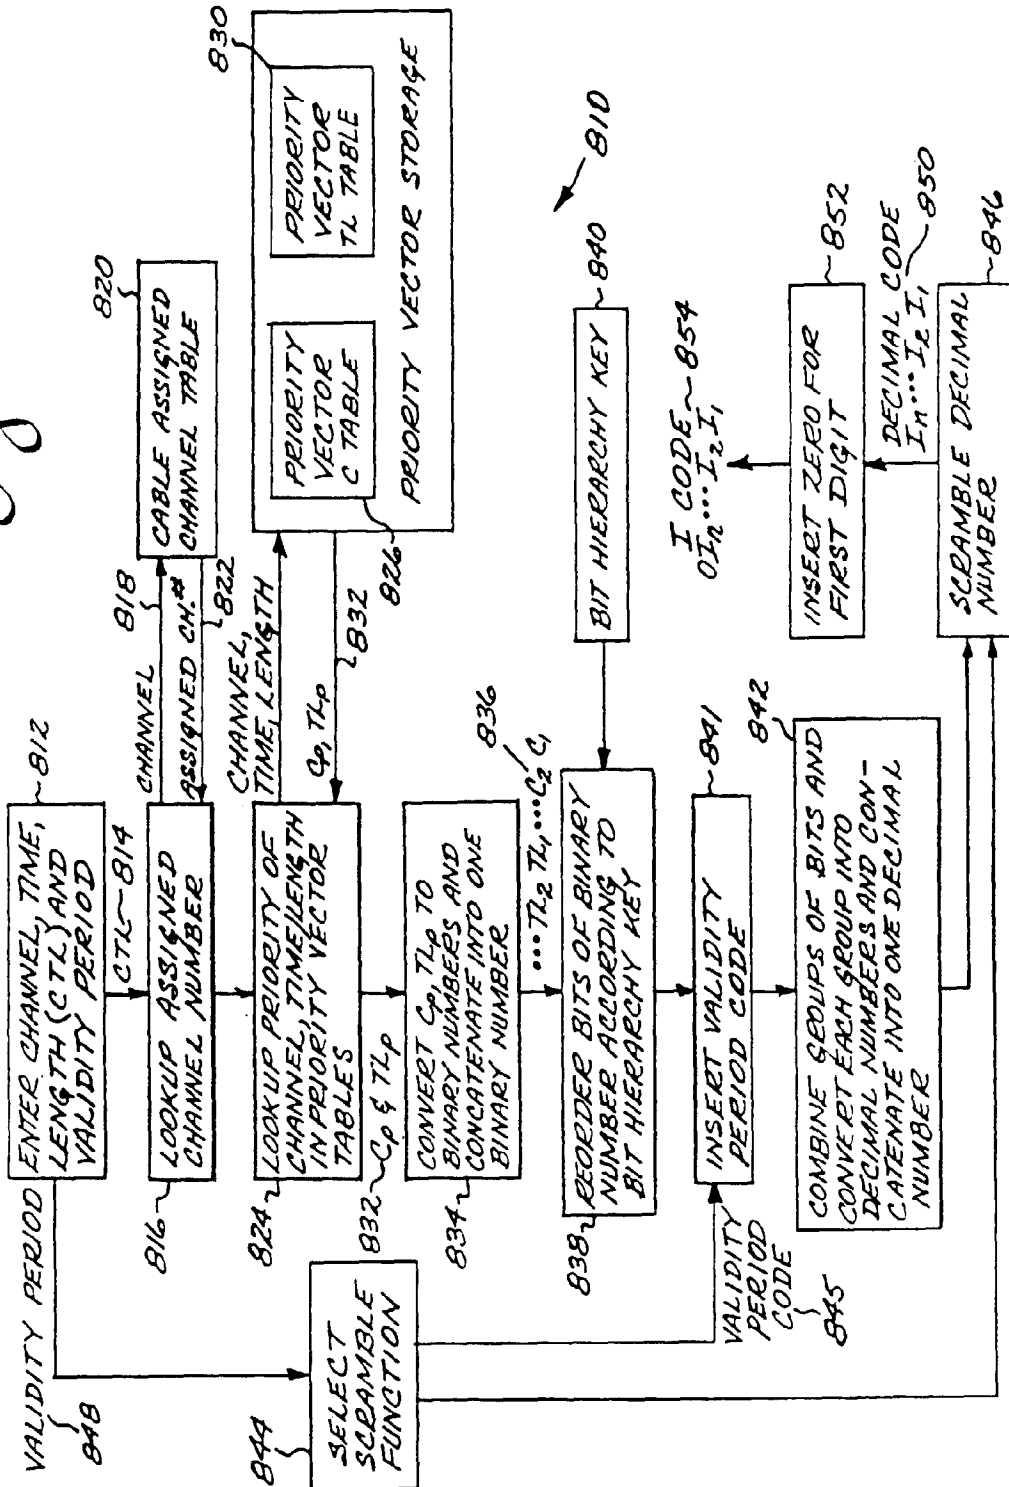 812
ENTER CHANNEL, TIME,
LENGTH (CTL) AND
VALIDITY PERIOD
VALIDITY PERIOD
848
CTL 814
816
LOOKUP ASSIGNED
CHANNEL NUMBER
CHANNEL
818
ASSIGNED CH.#
822
820
CABLE ASSIGNED
CHANNEL TABLE
824
LOOKUP PRIORITY OF
CHANNEL, TIME/LENGTH
IN PRIORITY VECTOR
TABLES
CHANNEL,
TIME, LENGTH
Cp, TLp
832
830
PRIORITY
VECTOR
C TABLE
826
PRIORITY
VECTOR
TL TABLE
PRIORITY VECTOR STORAGE
832 Cp & TLp
834
CONVERT Cp, TLp TO
BINARY NUMBERS AND
CONCATENATE INTO ONE
BINARY NUMBER
836
•••TL2 TL1 •••C2 C1
838
REORDER BITS OF BINARY
NUMBER ACCORDING TO
BIT HIERARCHY KEY
BIT HIERARCHY KEY
840
810
844
SELECT
SCRAMBLE
FUNCTION
VALIDITY
PERIOD
CODE
845
INSERT VALIDITY
PERIOD CODE
841
842
COMBINE GROUPS OF BITS AND
CONVERT EACH GROUP INTO
DECIMAL NUMBERS AND CON-
CATENATE INTO ONE DECIMAL
NUMBER
SCRAMBLE DECIMAL
NUMBER
846
DECIMAL CODE
In•••I2 I1
850
INSERT ZERO FOR
FIRST DIGIT
852
I CODE 854
OIn•••I2 I1